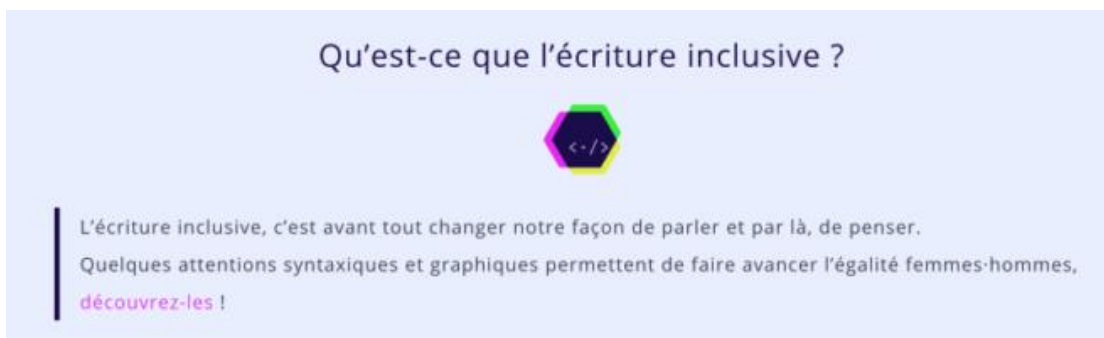 Qu’est-ce que l’écriture inclusive ?
<·/>
L’écriture inclusive, c’est avant tout changer notre façon de parler et par là, de penser.
Quelques attentions syntaxiques et graphiques permettent de faire avancer l’égalité femmes·hommes,
découvrez-les !